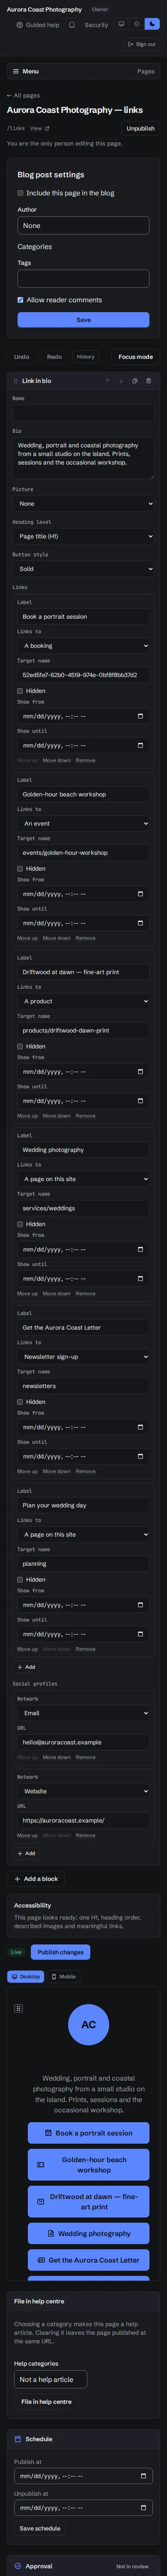 Aurora Coast Photography Owner
Guided help Security
Sign out
Menu Pages
← All pages
Aurora Coast Photography — links
/links View Unpublish
You are the only person editing this page.
Blog post settings
Include this page in the blog
Author
None
Categories
Tags
Allow reader comments
Save
Undo Redo History Focus mode
Link in bio
Name
Bio
Wedding, portrait and coastal photography
from a small studio on the island. Prints,
sessions and the occasional workshop.
Picture
None
Heading level
Page title (H1)
Button style
Solid
Links
Label
Book a portrait session
Links to
A booking
Target name
Hidden
Show from
mm/dd/yyyy, --:-- --
Show until
mm/dd/yyyy, --:-- --
Move up Move down Remove
Label
Golden-hour beach workshop
Links to
An event
Target name
events/golden-hour-workshop
Hidden
Show from
mm/dd/yyyy, --:-- --
Show until
mm/dd/yyyy, --:-- --
Move up Move down Remove
Label
Driftwood at dawn — fine-art print
Links to
A product
Target name
products/driftwood-dawn-print
Hidden
Show from
mm/dd/yyyy, --:-- --
Show until
mm/dd/yyyy, --:-- --
Move up Move down Remove
Label
Wedding photography
Links to
A page on this site
Target name
services/weddings
Hidden
Show from
mm/dd/yyyy, --:-- --
Show until
mm/dd/yyyy, --:-- --
Move up Move down Remove
Label
Get the Aurora Coast Letter
Links to
Newsletter sign-up
Target name
newsletters
Hidden
Show from
mm/dd/yyyy, --:-- --
Show until
mm/dd/yyyy, --:-- --
Move up Move down Remove
Label
Plan your wedding day
Links to
A page on this site
Target name
planning
Hidden
Show from
mm/dd/yyyy, --:-- --
Show until
mm/dd/yyyy, --:-- --
Move up Move down Remove
+ Add
Social profiles
Network
Email
URL
hello@auroracoast.example
Move up Move down Remove
Network
Website
URL
https://auroracoast.example/
Move up Move down Remove
+ Add
+ Add a block
Accessibility
This page looks ready: one H1, heading order,
described images and meaningful links.
Live Publish changes
Desktop Mobile
AC
Wedding, portrait and coastal
photography from a small studio on
the island. Prints, sessions and the
occasional workshop.
Book a portrait session
Golden-hour beach
workshop
Driftwood at dawn — fine-
art print
Wedding photography
Get the Aurora Coast Letter
File in help centre
Choosing a category makes this page a help
article. Clearing it leaves the page published at
the same URL.
Help categories
Not a help article
File in help centre
Schedule
Publish at
mm/dd/yyyy, --:-- --
Unpublish at
mm/dd/yyyy, --:-- --
Save schedule
Approval Not in review